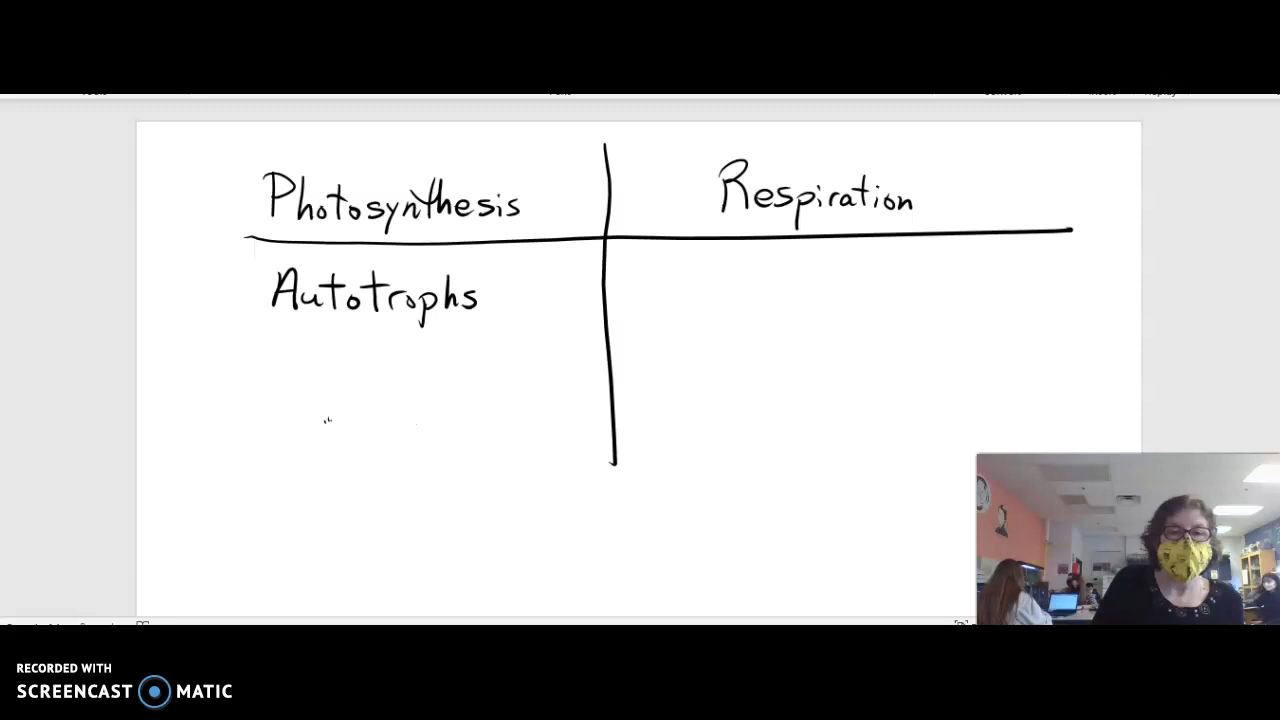 Photosynthesis
Respiration
Autotrophs
RECORDED WITH
SCREENCAST MATIC